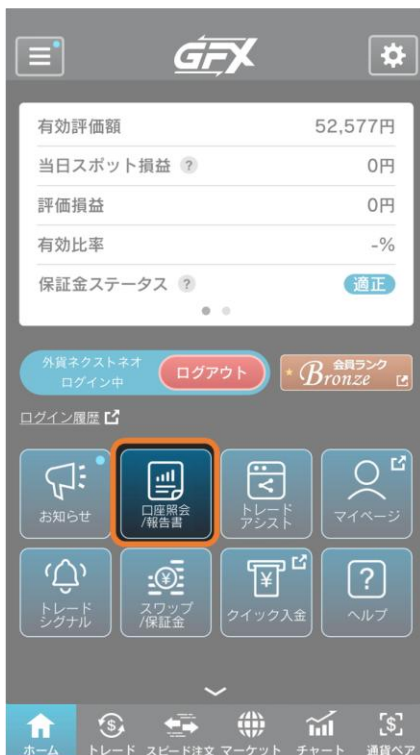 GFX
有効評価額 52,577円
当日スポット損益 ? 0円
評価損益 0円
有効比率 -%
保証金ステータス ? 適正
外貨ネクストネオ
ログイン中
ログアウト
会員ランク
Bronze
ログイン履歴
お知らせ
口座照会
/報告書
トレード
アシスト
マイページ
トレード
シグナル
スワップ
/保証金
クイック入金
ヘルプ
ホーム トレード スピード注文 マーケット チャート 通貨ペア